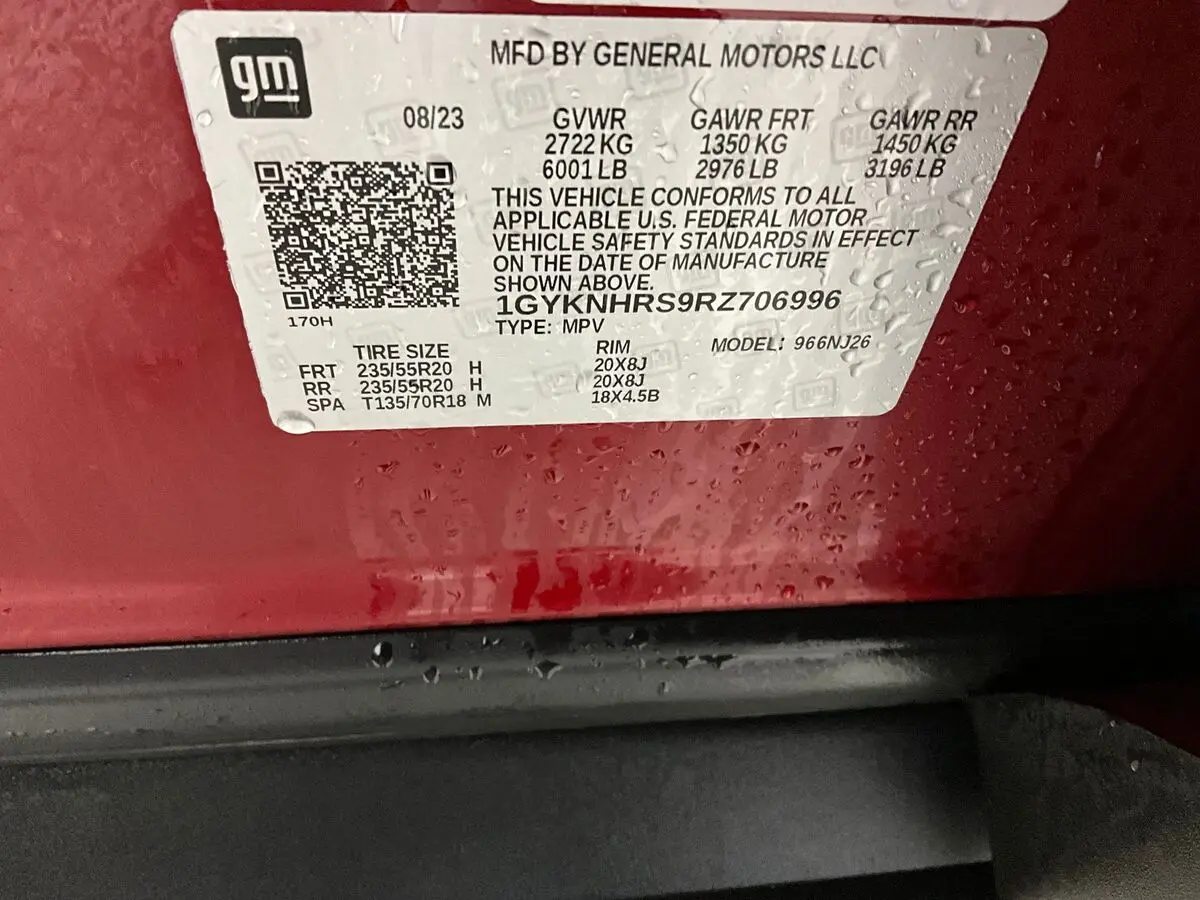 gm
MFD BY GENERAL MOTORS LLC
08/23 GVWR GAWR FRT GAWR RR
2722 KG 1350 KG 1450 KG
6001 LB 2976 LB 3196 LB
THIS VEHICLE CONFORMS TO ALL
APPLICABLE U.S. FEDERAL MOTOR
VEHICLE SAFETY STANDARDS IN EFFECT
ON THE DATE OF MANUFACTURE
SHOWN ABOVE.
1GYKNHRS9RZ706996
170H
TYPE: MPV MODEL: 966NJ26
TIRE SIZE RIM
FRT 235/55R20 H 20X8J
RR 235/55R20 H 20X8J
SPA T135/70R18 M 18X4.5B